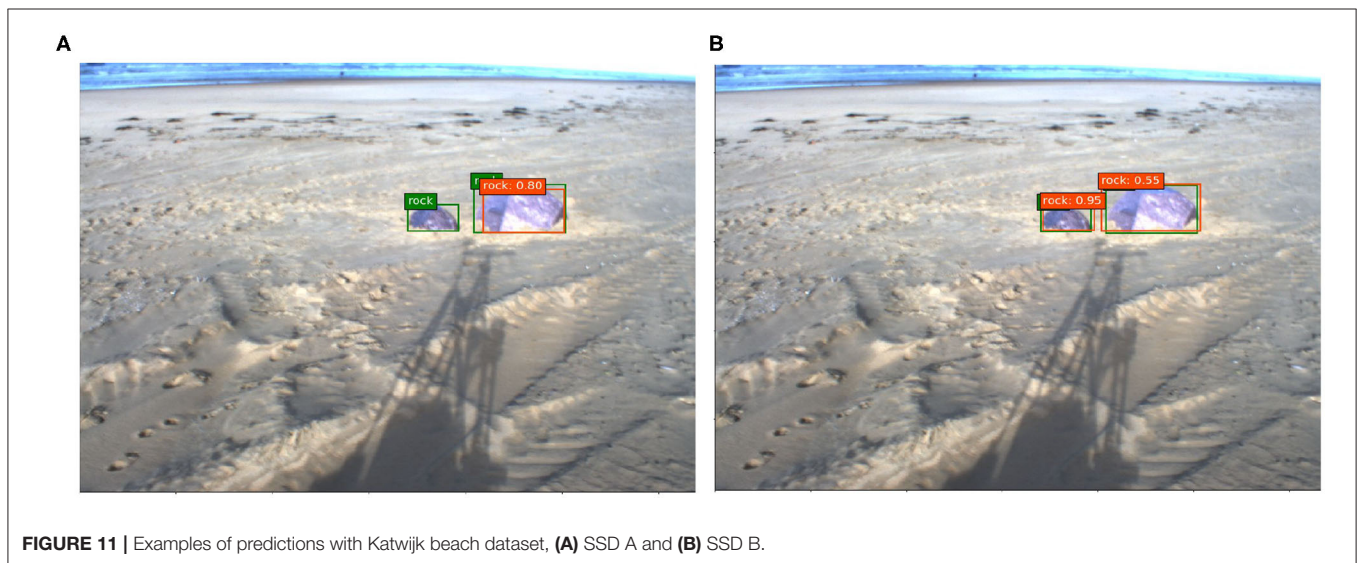 A
B
rock
rock: 0.80
rock: 0.95
rock: 0.55
FIGURE 11 | Examples of predictions with Katwijk beach dataset, (A) SSD A and (B) SSD B.